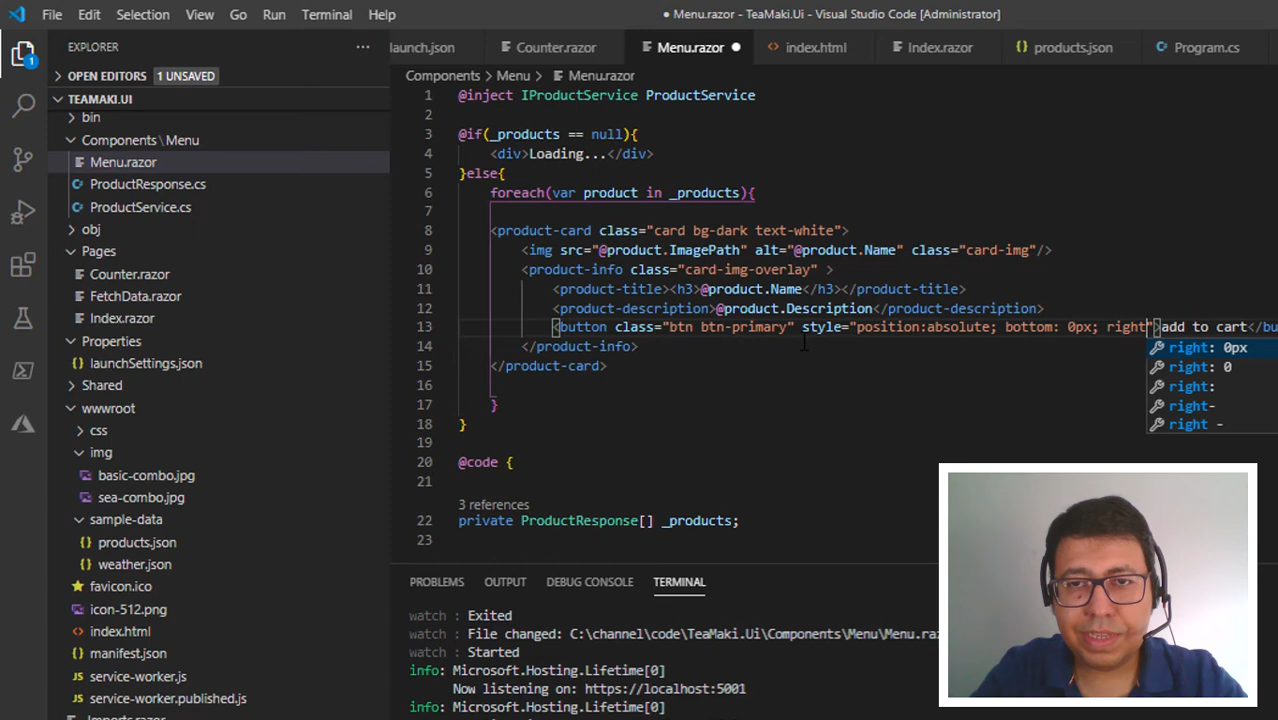 File Edit Selection View Go Run Terminal Help
● Menu.razor - TeaMaki.Ui - Visual Studio Code [Administrator]
EXPLORER ···
launch.json Counter.razor Menu.razor ● index.html Index.razor {} products.json Program.cs
OPEN EDITORS 1 UNSAVED
Components > Menu > Menu.razor
TEAMAKI.UI
bin
Components \ Menu
Menu.razor
ProductResponse.cs
ProductService.cs
obj
Pages
Counter.razor
FetchData.razor
Index.razor
Properties
{} launchSettings.json
Shared
wwwroot
css
img
basic-combo.jpg
sea-combo.jpg
sample-data
{} products.json
{} weather.json
favicon.ico
icon-512.png
<> index.html
{} manifest.json
service-worker.js
service-worker.published.js
Imports.razor
1 @inject IProductService ProductService
2
3 @if(_products == null){
4 <div>Loading...</div>
5 }else{
6 foreach(var product in _products){
7
8 <product-card class="card bg-dark text-white">
9 <img src="@product.ImagePath" alt="@product.Name" class="card-img"/>
10 <product-info class="card-img-overlay" >
11 <product-title><h3>@product.Name</h3></product-title>
12 <product-description>@product.Description</product-description>
13 <button class="btn btn-primary" style="position:absolute; bottom: 0px; right">add to cart</bu
14 </product-info>
15 </product-card>
16
17 }
18 }
19
20 @code {
21
3 references
22 private ProductResponse[] _products;
23
right: 0px
right: 0
right:
right-
right -
PROBLEMS OUTPUT DEBUG CONSOLE TERMINAL
watch : Exited
watch : File changed: C:\channel\code\TeaMaki.Ui\Components\Menu\Menu.raz
watch : Started
info: Microsoft.Hosting.Lifetime[0]
Now listening on: https://localhost:5001
info: Microsoft.Hosting.Lifetime[0]